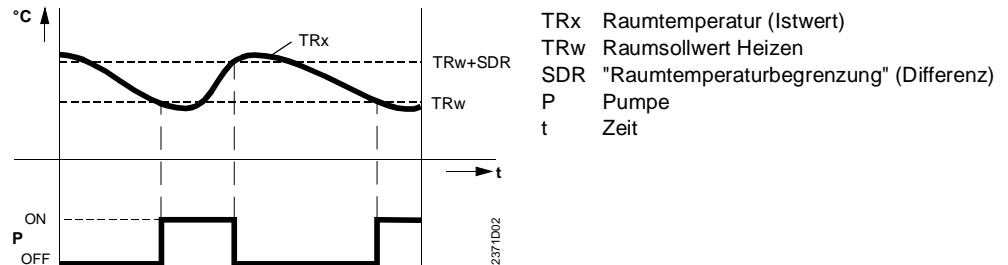 °C
TRx
TRw+SDR
TRw
t
ON
P
OFF
2371D02
TRx Raumtemperatur (Istwert)
TRw Raumsollwert Heizen
SDR "Raumtemperaturbegrenzung" (Differenz)
P Pumpe
t Zeit